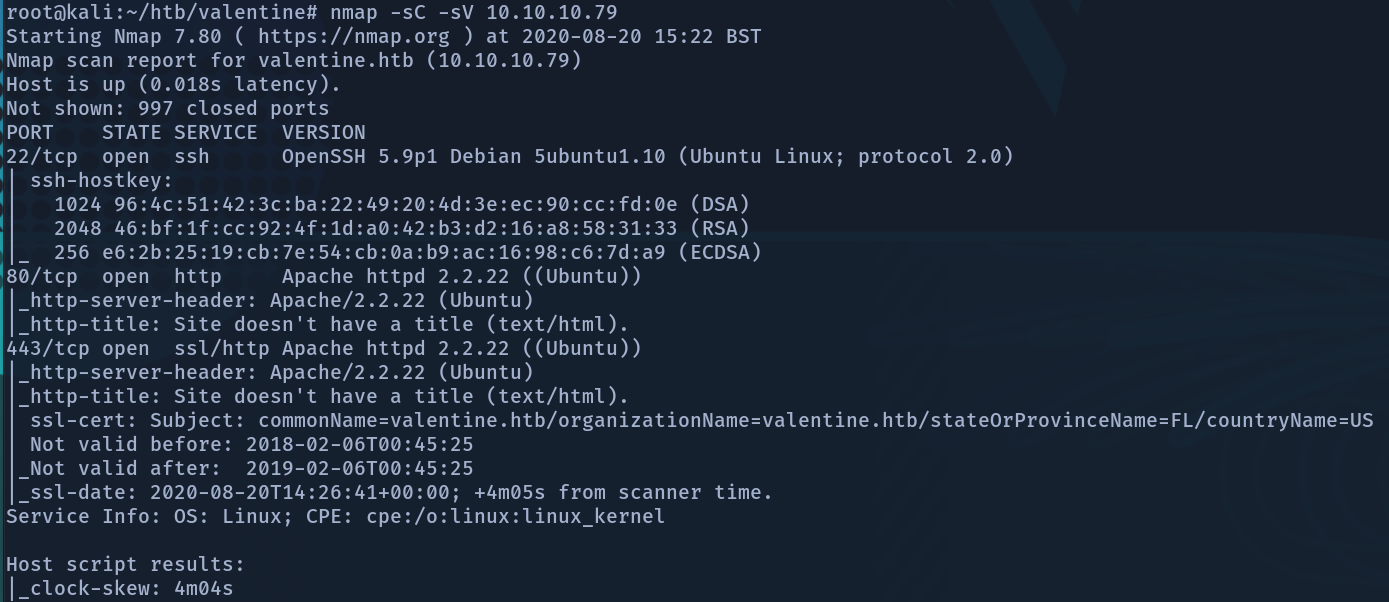 root@kali:~/htb/valentine# nmap -sC -sV 10.10.10.79
Starting Nmap 7.80 ( https://nmap.org ) at 2020-08-20 15:22 BST
Nmap scan report for valentine.htb (10.10.10.79)
Host is up (0.018s latency).
Not shown: 997 closed ports
PORT    STATE SERVICE  VERSION
22/tcp  open  ssh      OpenSSH 5.9p1 Debian 5ubuntu1.10 (Ubuntu Linux; protocol 2.0)
| ssh-hostkey:
|   1024 96:4c:51:42:3c:ba:22:49:20:4d:3e:ec:90:cc:fd:0e (DSA)
|   2048 46:bf:1f:cc:92:4f:1d:a0:42:b3:d2:16:a8:58:31:33 (RSA)
|_  256 e6:2b:25:19:cb:7e:54:cb:0a:b9:ac:16:98:c6:7d:a9 (ECDSA)
80/tcp  open  http     Apache httpd 2.2.22 ((Ubuntu))
|_http-server-header: Apache/2.2.22 (Ubuntu)
|_http-title: Site doesn't have a title (text/html).
443/tcp open  ssl/http Apache httpd 2.2.22 ((Ubuntu))
|_http-server-header: Apache/2.2.22 (Ubuntu)
|_http-title: Site doesn't have a title (text/html).
| ssl-cert: Subject: commonName=valentine.htb/organizationName=valentine.htb/stateOrProvinceName=FL/countryName=US
| Not valid before: 2018-02-06T00:45:25
|_Not valid after:  2019-02-06T00:45:25
|_ssl-date: 2020-08-20T14:26:41+00:00; +4m05s from scanner time.
Service Info: OS: Linux; CPE: cpe:/o:linux:linux_kernel

Host script results:
|_clock-skew: 4m04s